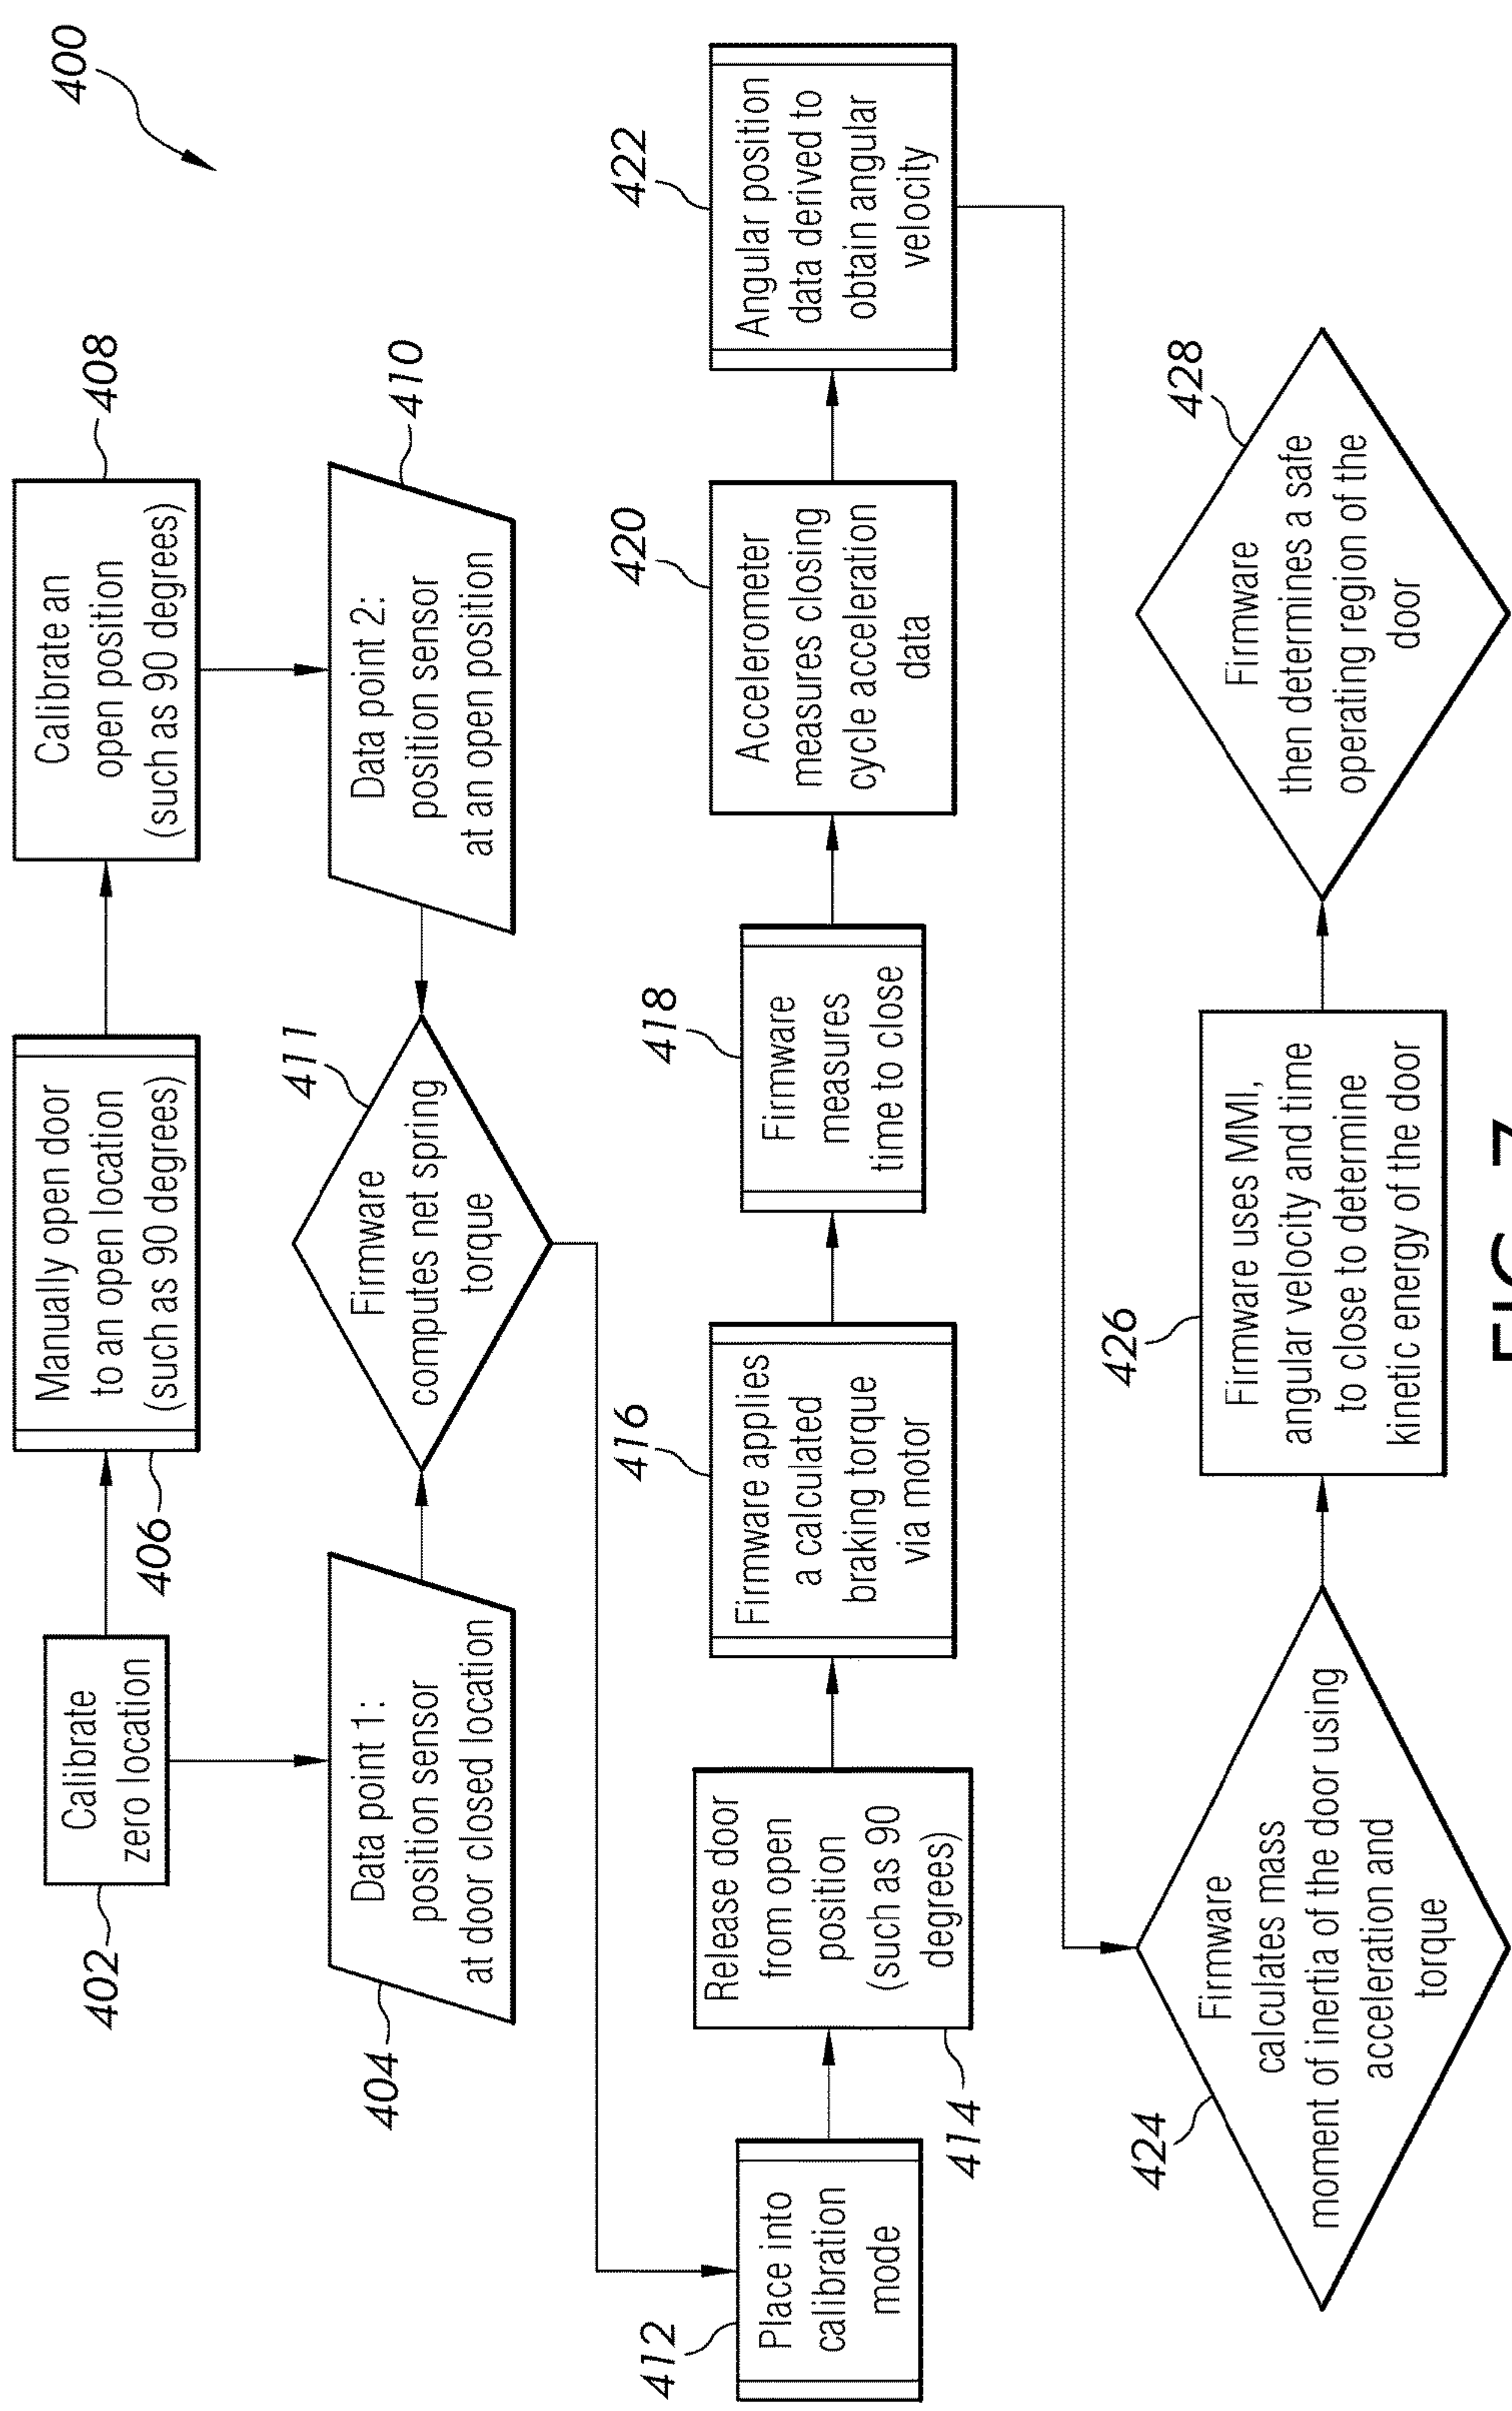 400
402
Calibrate
zero location
406
Manually open door
to an open location
(such as 90 degrees)
408
Calibrate an
open position
(such as 90 degrees)
404
Data point 1:
position sensor
at door closed location
411
Firmware
computes net spring
torque
410
Data point 2:
position sensor
at an open position
412
Place into
calibration
mode
414
Release door
from open
position
(such as 90
degrees)
416
Firmware applies
a calculated
braking torque
via motor
418
Firmware
measures
time to close
420
Accelerometer
measures closing
cycle acceleration
data
422
Angular position
data derived to
obtain angular
velocity
424
Firmware
calculates mass
moment of inertia of the door using
acceleration and
torque
426
Firmware uses MMI,
angular velocity and time
to close to determine
kinetic energy of the door
428
Firmware
then determines a safe
operating region of the
door